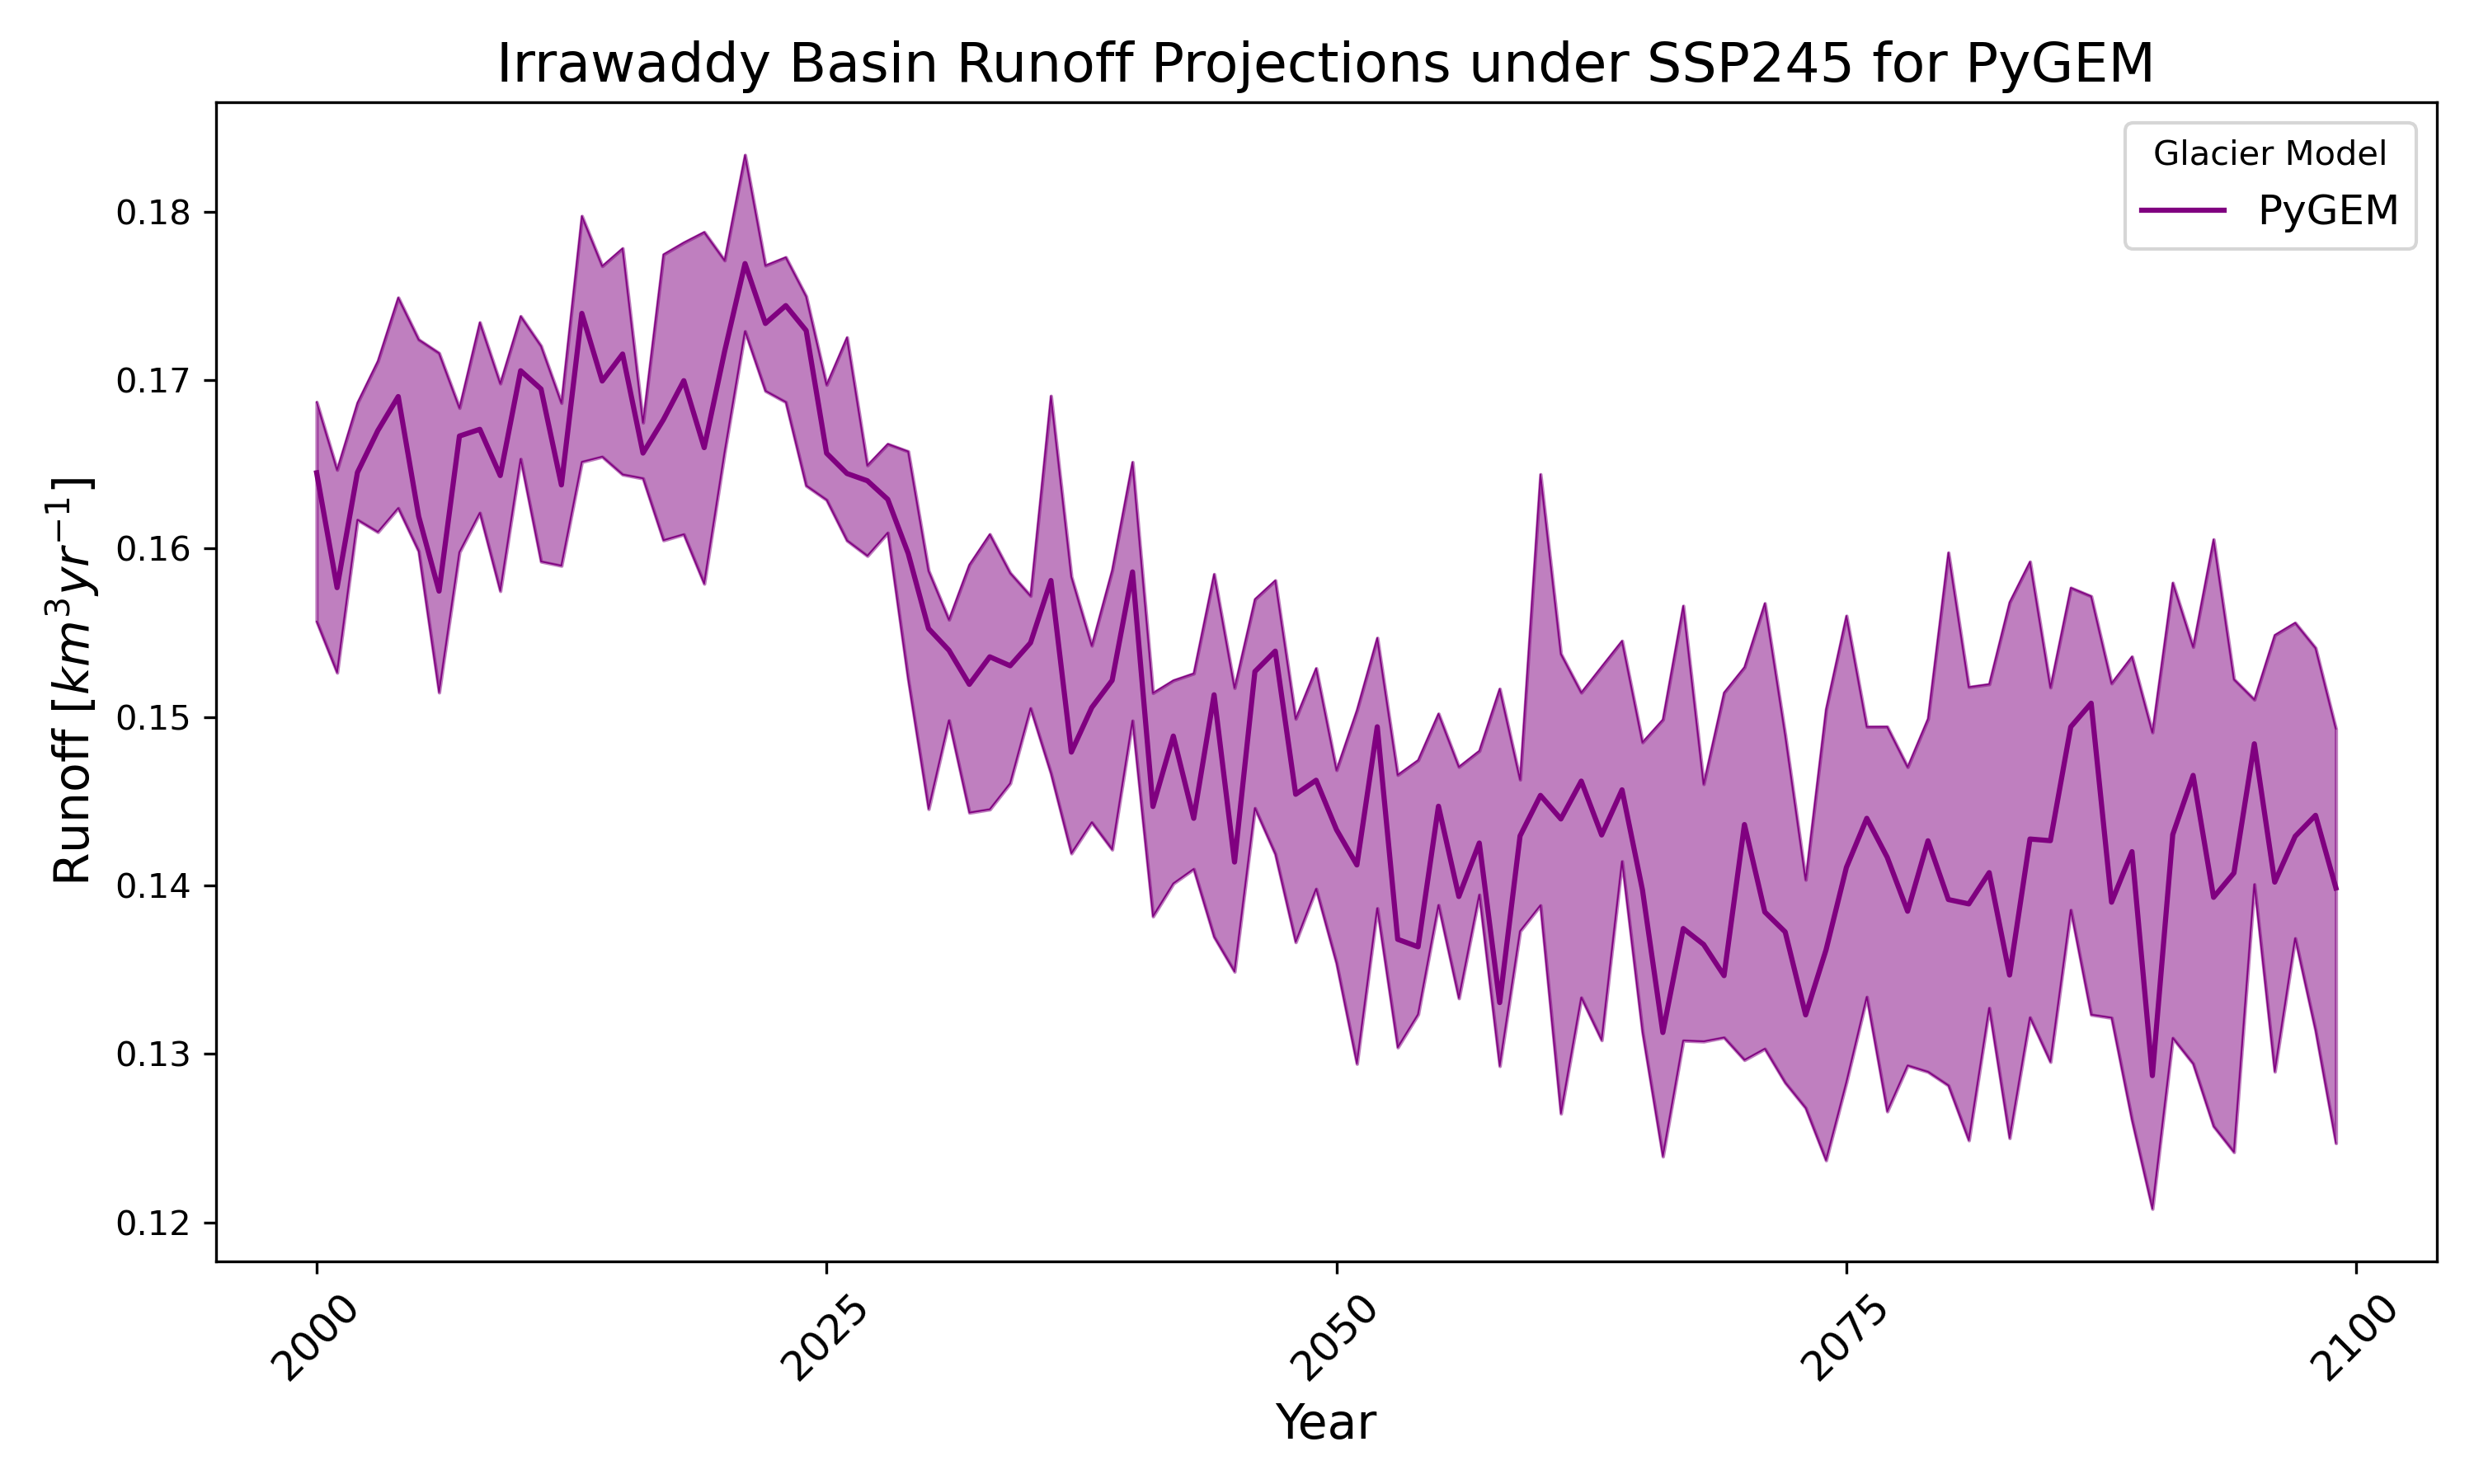 Irrawaddy Basin Runoff Projections under SSP245 for PyGEM
Glacier Model
PyGEM
Runoff [km³yr⁻¹]
0.18
0.17
0.16
0.15
0.14
0.13
0.12
2000
2025
2050
2075
2100
Year